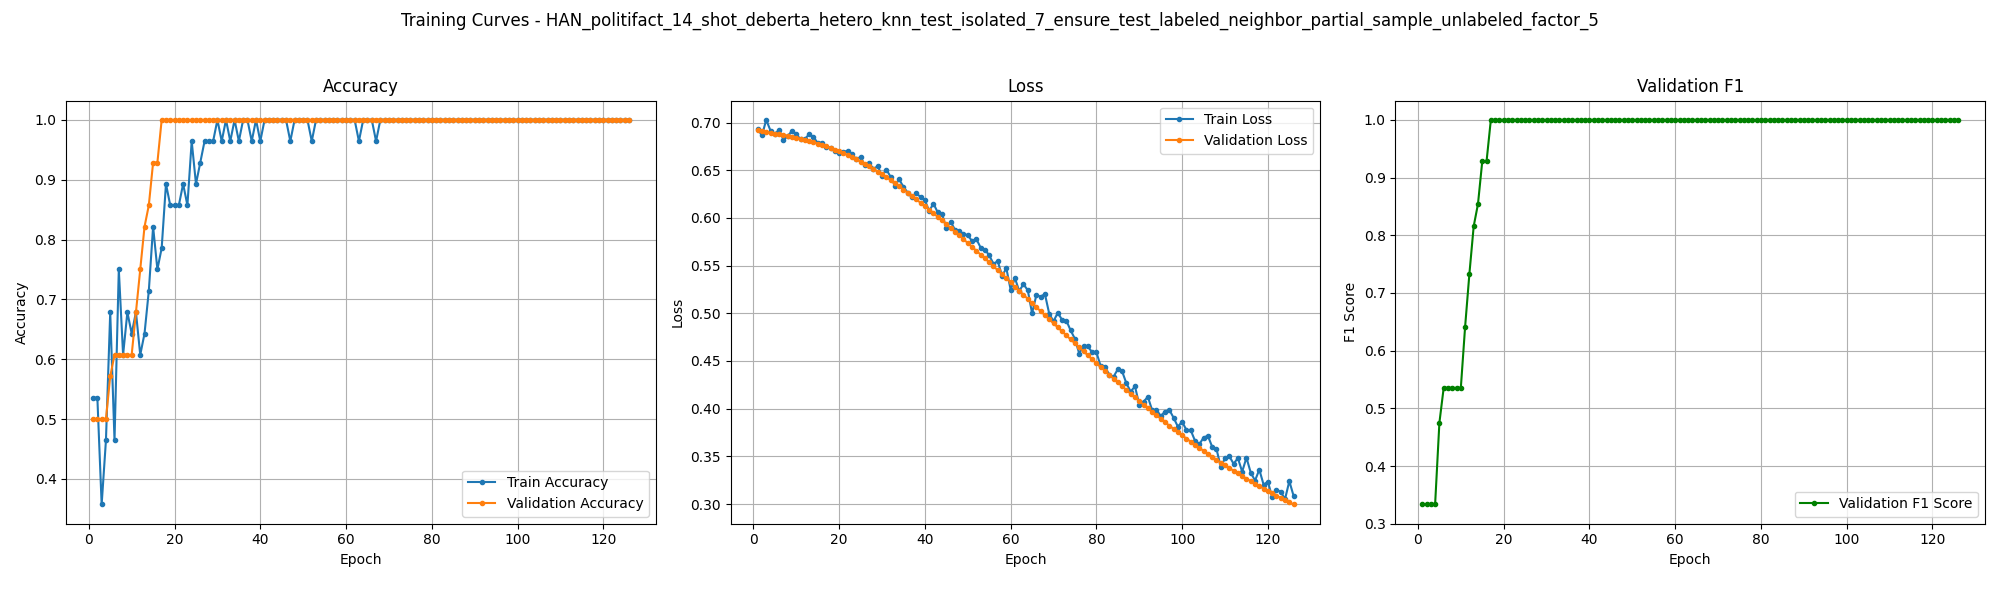 Training Curves - HAN_politifact_14_shot_deberta_hetero_knn_test_isolated_7_ensure_test_labeled_neighbor_partial_sample_unlabeled_factor_5
Accuracy
1.0
0.9
0.8
0.7
0.6
0.5
0.4
Accuracy
Train Accuracy
Validation Accuracy
0 20 40 60 80 100 120
Epoch
Loss
0.70
0.65
0.60
0.55
0.50
0.45
0.40
0.35
0.30
Loss
Train Loss
Validation Loss
0 20 40 60 80 100 120
Epoch
Validation F1
1.0
0.9
0.8
0.7
0.6
0.5
0.4
0.3
F1 Score
Validation F1 Score
0 20 40 60 80 100 120
Epoch